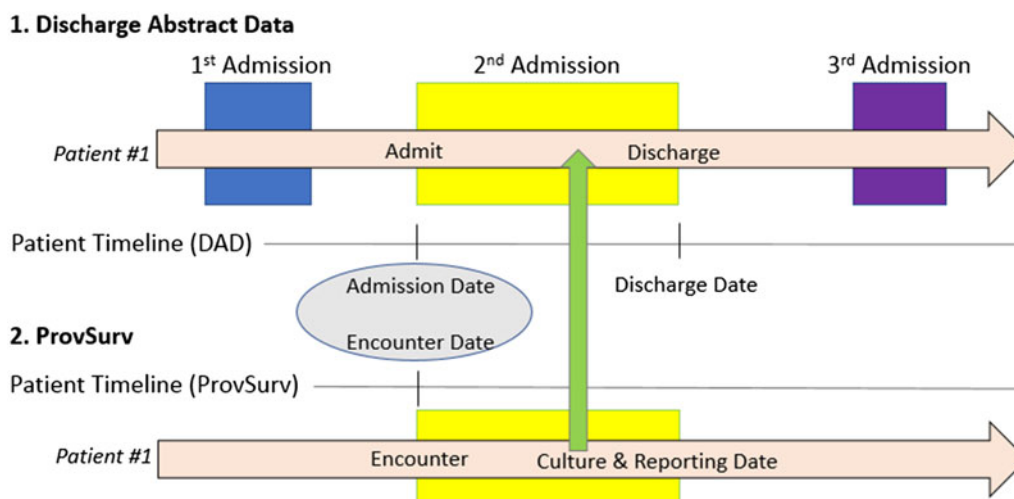 1. Discharge Abstract Data
1st Admission 2nd Admission 3rd Admission
Patient #1 Admit Discharge
Patient Timeline (DAD)
Admission Date Discharge Date
Encounter Date
2. ProvSurv
Patient Timeline (ProvSurv)
Patient #1 Encounter Culture & Reporting Date